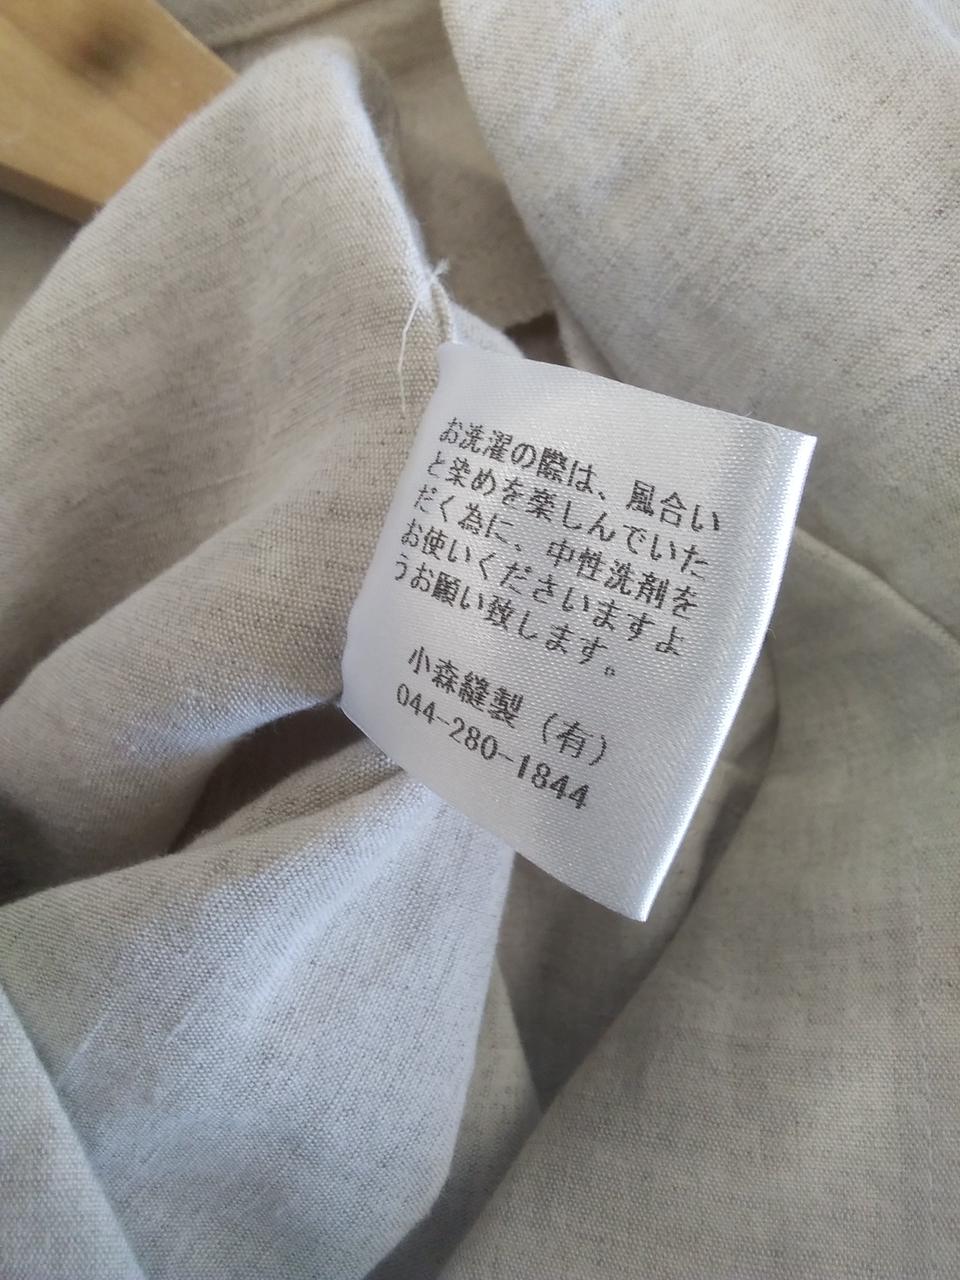 お洗濯の際は、風合い
と染めを楽しんでいた
だく為に、中性洗剤を
お使いくださいますよ
うお願い致します。
小森縫製（有）
044-280-1844